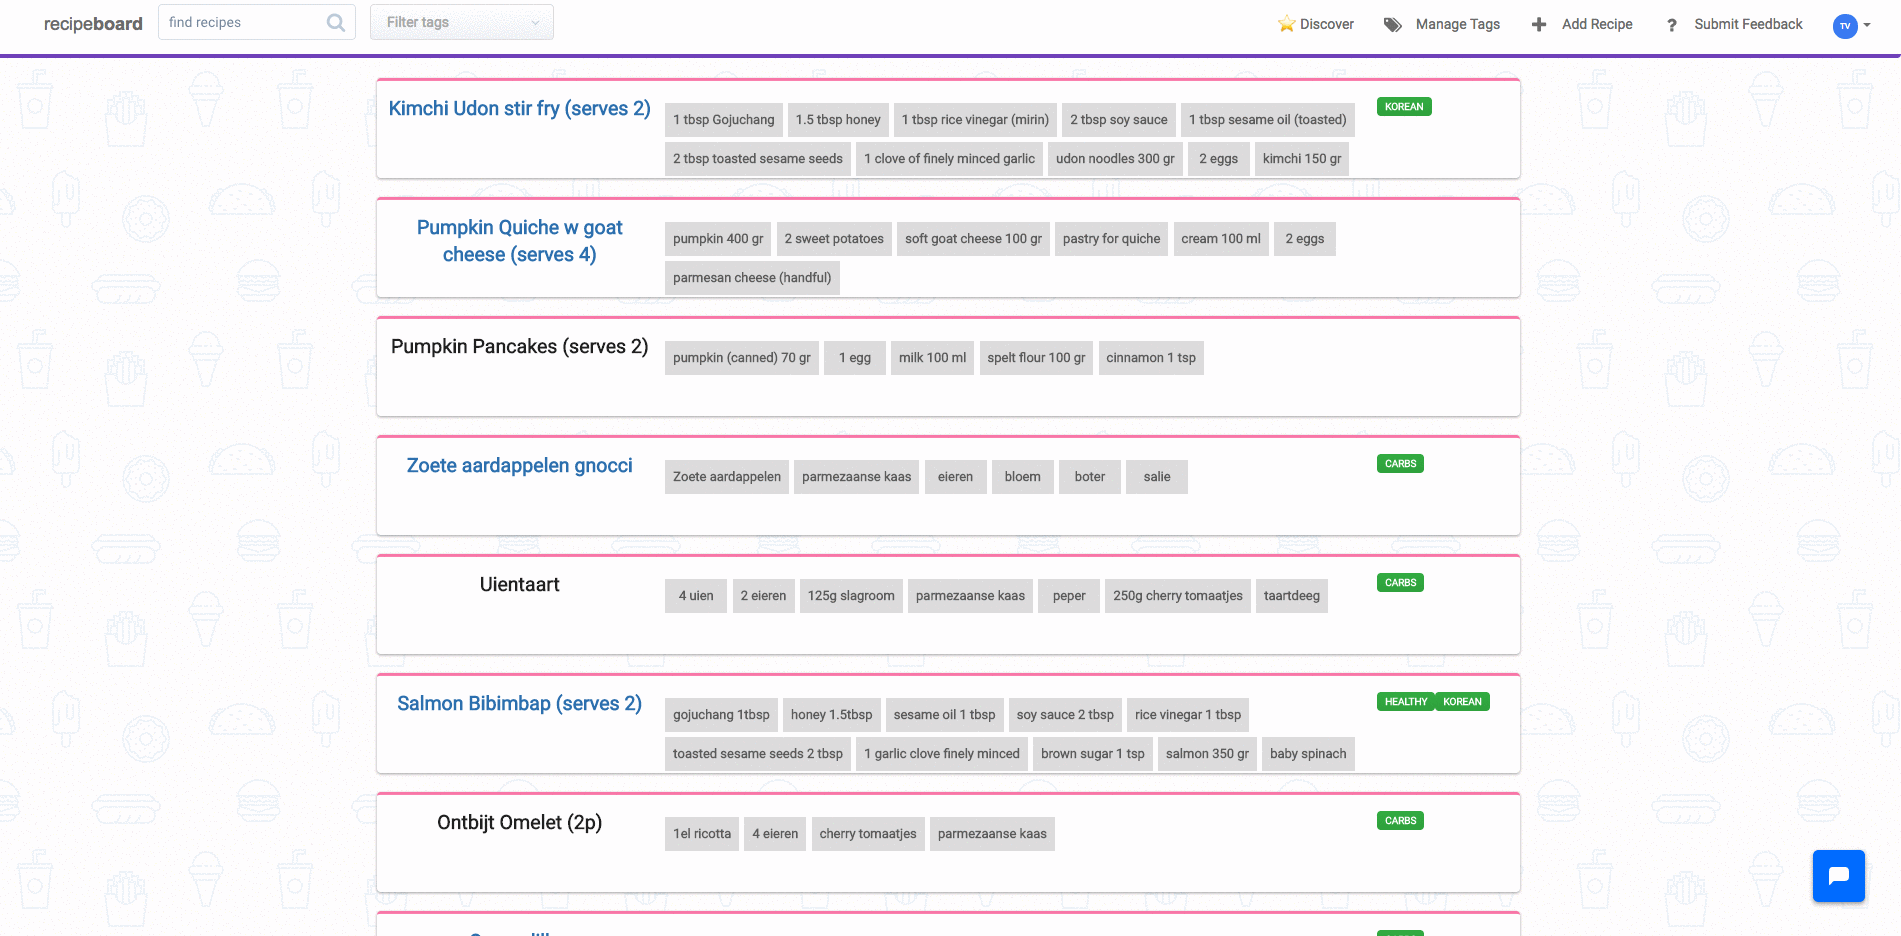 recipeboard find recipes Filter tags Discover Manage Tags Add Recipe ? Submit Feedback TV
Kimchi Udon stir fry (serves 2)
1 tbsp Gojuchang 1.5 tbsp honey 1 tbsp rice vinegar (mirin) 2 tbsp soy sauce 1 tbsp sesame oil (toasted)
2 tbsp toasted sesame seeds 1 clove of finely minced garlic udon noodles 300 gr 2 eggs kimchi 150 gr
KOREAN
Pumpkin Quiche w goat
cheese (serves 4)
pumpkin 400 gr 2 sweet potatoes soft goat cheese 100 gr pastry for quiche cream 100 ml 2 eggs
parmesan cheese (handful)
Pumpkin Pancakes (serves 2)
pumpkin (canned) 70 gr 1 egg milk 100 ml spelt flour 100 gr cinnamon 1 tsp
Zoete aardappelen gnocci
Zoete aardappelen parmezaanse kaas eieren bloem boter salie
CARBS
Uientaart
4 uien 2 eieren 125g slagroom parmezaanse kaas peper 250g cherry tomaatjes taartdeeg
CARBS
Salmon Bibimbap (serves 2)
gojuchang 1tbsp honey 1.5tbsp sesame oil 1 tbsp soy sauce 2 tbsp rice vinegar 1 tbsp
toasted sesame seeds 2 tbsp 1 garlic clove finely minced brown sugar 1 tsp salmon 350 gr baby spinach
HEALTHY KOREAN
Ontbijt Omelet (2p)
1el ricotta 4 eieren cherry tomaatjes parmezaanse kaas
CARBS